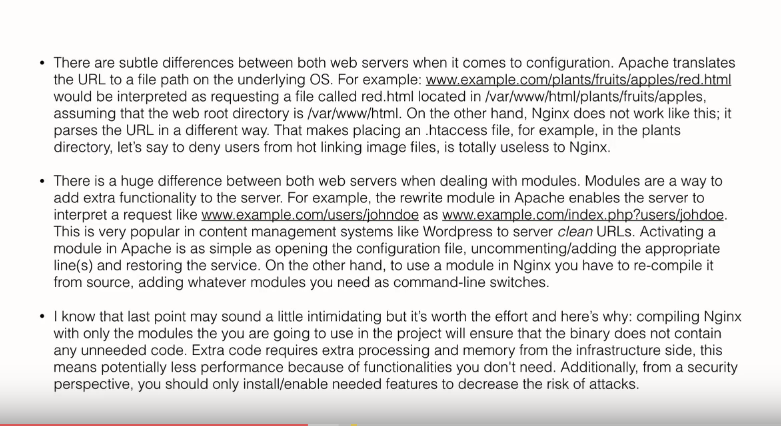 • There are subtle differences between both web servers when it comes to configuration. Apache translates
the URL to a file path on the underlying OS. For example: www.example.com/plants/fruits/apples/red.html
would be interpreted as requesting a file called red.html located in /var/www/html/plants/fruits/apples,
assuming that the web root directory is /var/www/html. On the other hand, Nginx does not work like this; it
parses the URL in a different way. That makes placing an .htaccess file, for example, in the plants
directory, let's say to deny users from hot linking image files, is totally useless to Nginx.
• There is a huge difference between both web servers when dealing with modules. Modules are a way to
add extra functionality to the server. For example, the rewrite module in Apache enables the server to
interpret a request like www.example.com/users/johndoe as www.example.com/index.php?users/johdoe.
This is very popular in content management systems like Wordpress to server clean URLs. Activating a
module in Apache is as simple as opening the configuration file, uncommenting/adding the appropriate
line(s) and restoring the service. On the other hand, to use a module in Nginx you have to re-compile it
from source, adding whatever modules you need as command-line switches.
• I know that last point may sound a little intimidating but it's worth the effort and here's why: compiling Nginx
with only the modules the you are going to use in the project will ensure that the binary does not contain
any unneeded code. Extra code requires extra processing and memory from the infrastructure side, this
means potentially less performance because of functionalities you don't need. Additionally, from a security
perspective, you should only install/enable needed features to decrease the risk of attacks.